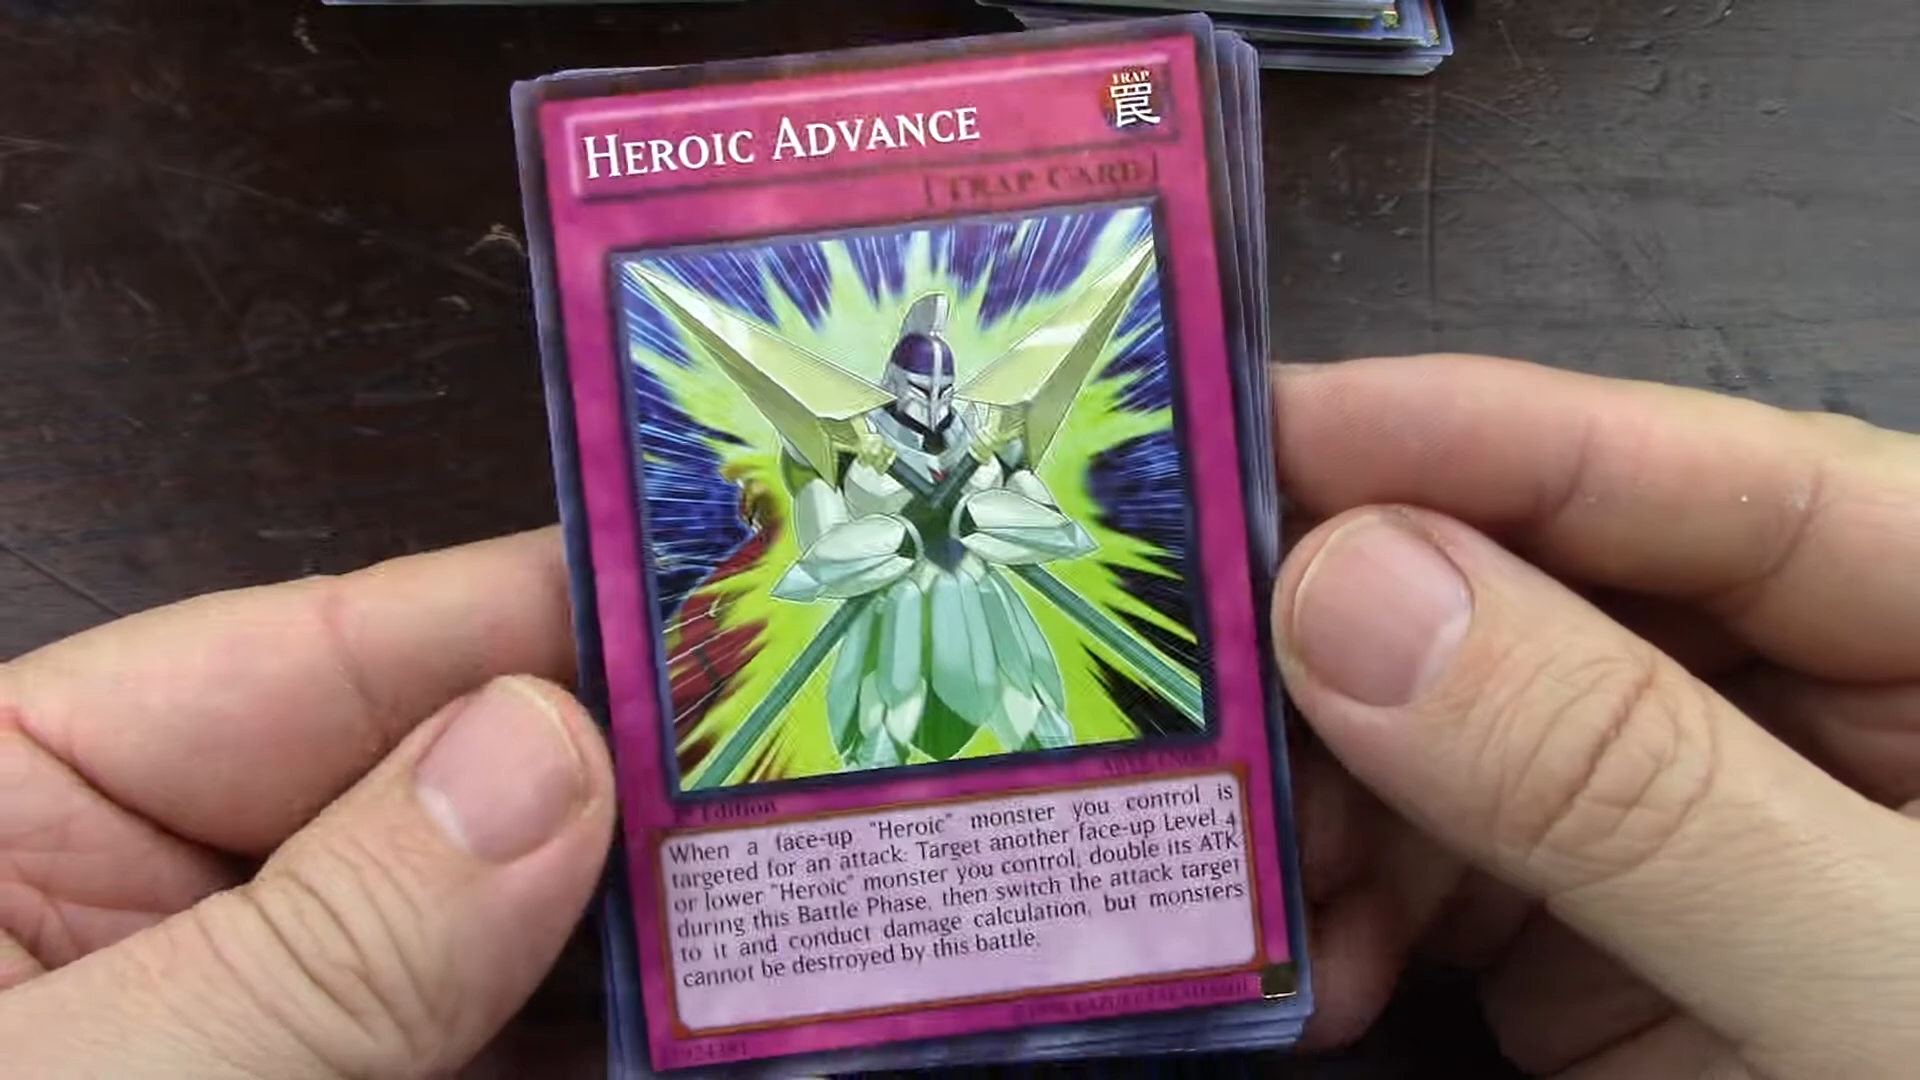 HEROIC ADVANCE
TRAP
罠
[TRAP CARD]
1st Edition
When a face-up "Heroic" monster you control is
targeted for an attack: Target another face-up Level 4
or lower "Heroic" monster you control, double its ATK
during this Battle Phase, then switch the attack target
to it and conduct damage calculation, but monsters
cannot be destroyed by this battle.